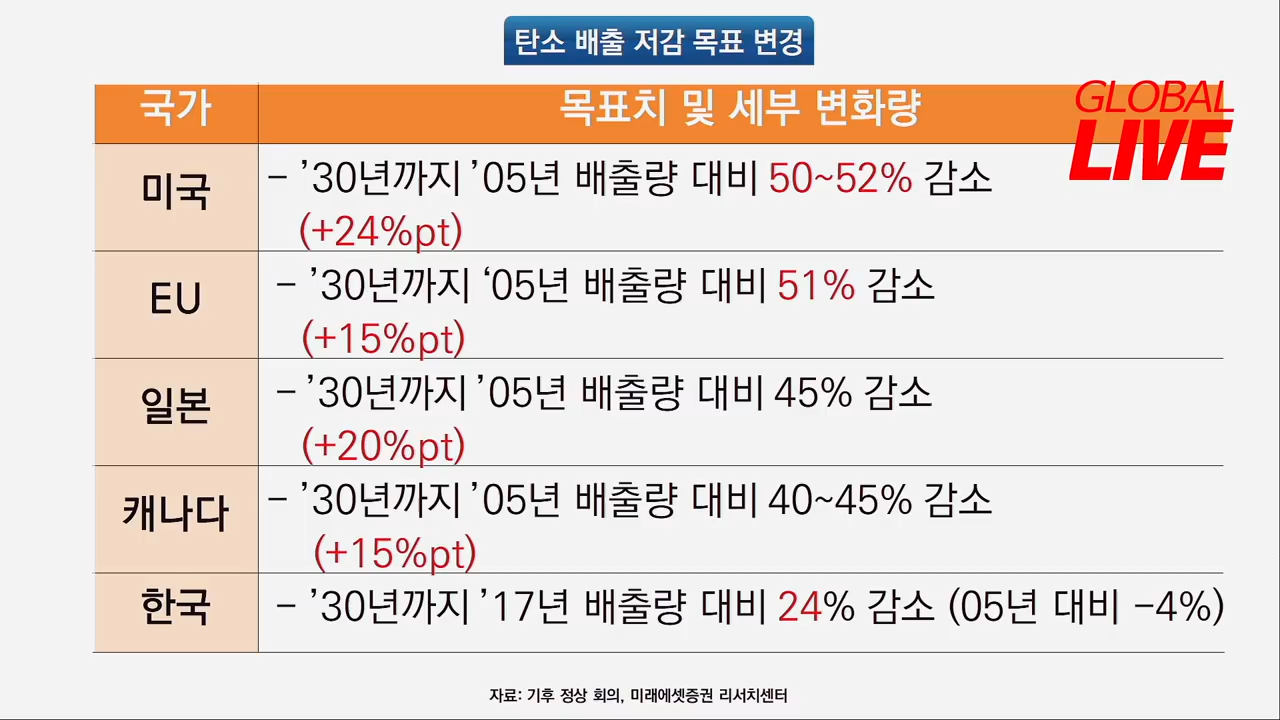 탄소 배출 저감 목표 변경
국가 목표치 및 세부 변화량
GLOBAL
LIVE
미국 – ’30년까지 ’05년 배출량 대비 50~52% 감소
(+24%pt)
EU – ’30년까지 ‘05년 배출량 대비 51% 감소
(+15%pt)
일본 – ’30년까지 ’05년 배출량 대비 45% 감소
(+20%pt)
캐나다 – ’30년까지 ’05년 배출량 대비 40~45% 감소
(+15%pt)
한국 – ’30년까지 ’17년 배출량 대비 24% 감소 (05년 대비 -4%)
자료: 기후 정상 회의, 미래에셋증권 리서치센터